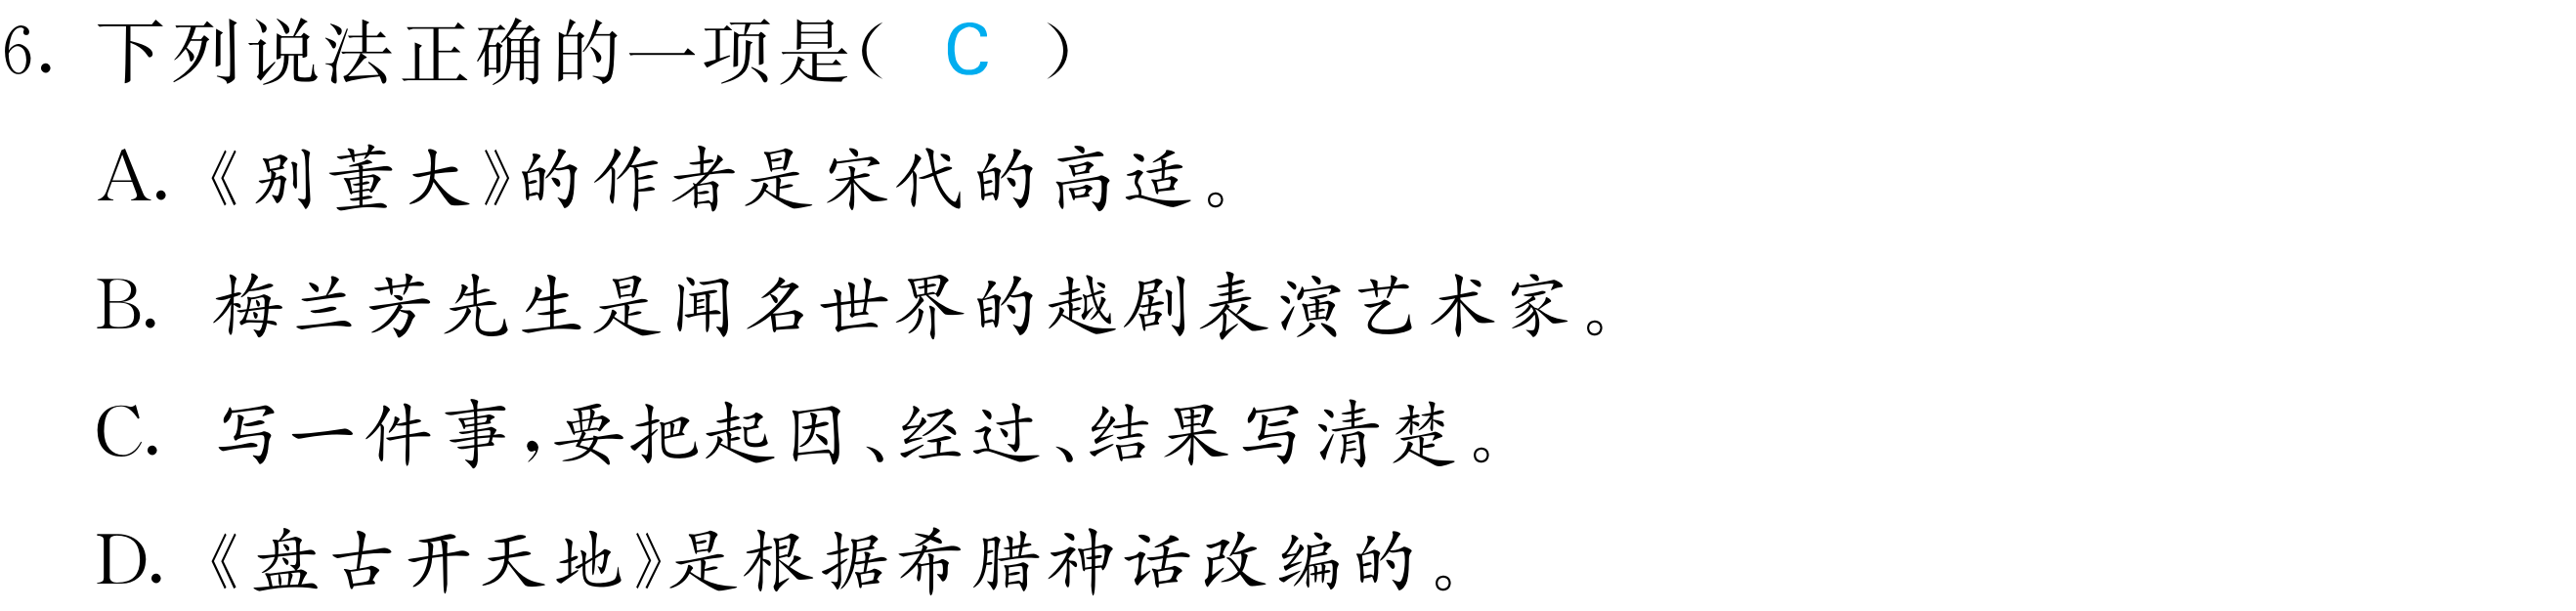 6. 下列说法正确的一项是( C )
A.《别董大》的作者是宋代的高适。
B. 梅兰芳先生是闻名世界的越剧表演艺术家。
C. 写一件事,要把起因、经过、结果写清楚。
D.《盘古开天地》是根据希腊神话改编的。